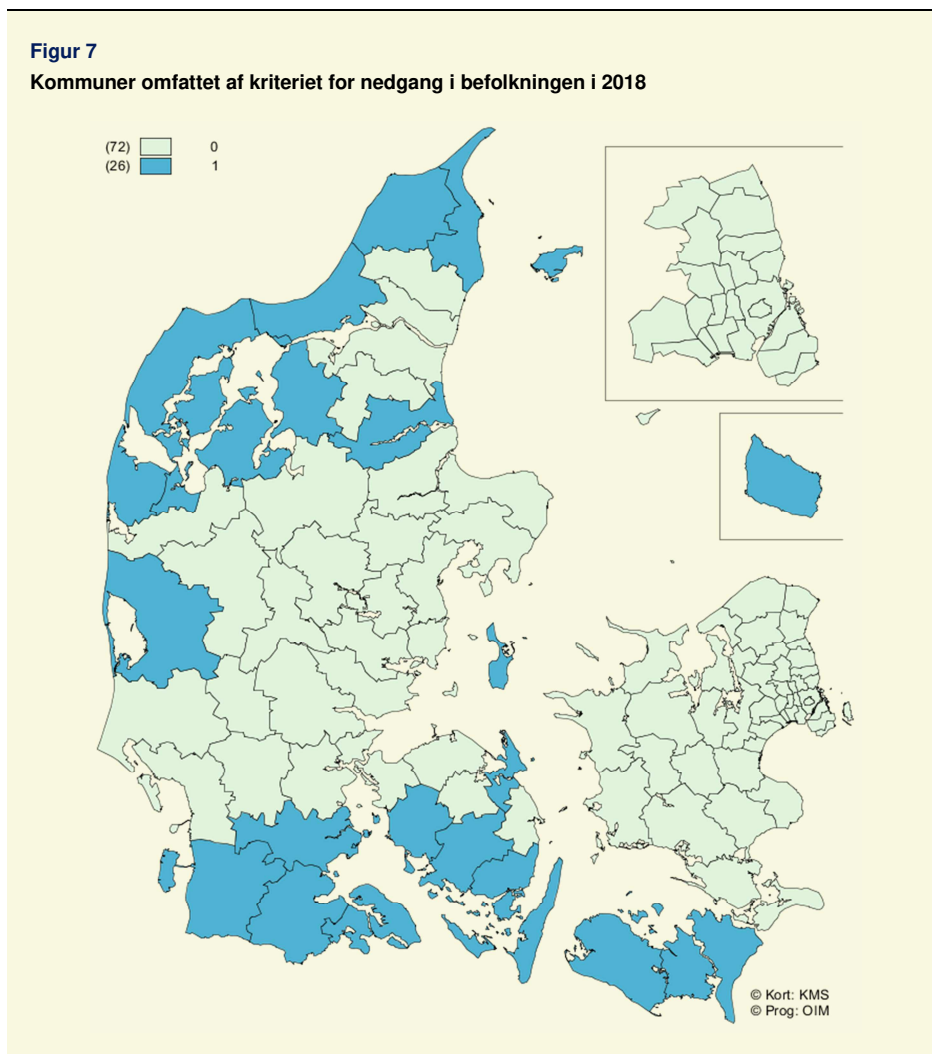 Figur 7
Kommuner omfattet af kriteriet for nedgang i befolkningen i 2018
(72) 0
(26) 1
© Kort: KMS
© Prog: OIM